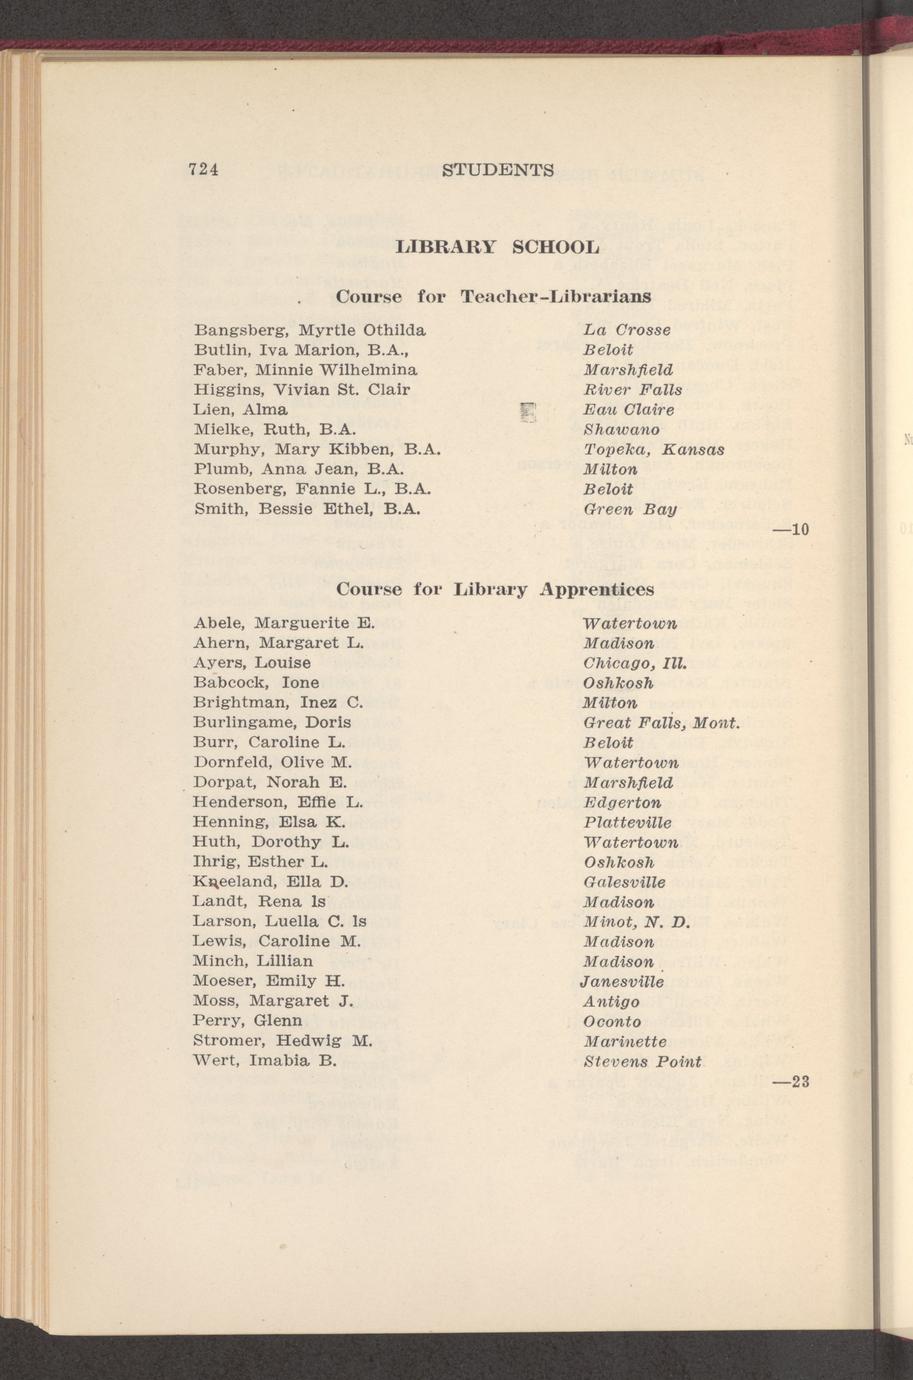 724 STUDENTS
LIBRARY SCHOOL
Course for Teacher-Librarians
Bangsberg, Myrtle Othilda La Crosse
Butlin, Iva Marion, B.A., Beloit
Faber, Minnie Wilhelmina Marshfield
Higgins, Vivian St. Clair River Falls
Lien, Alma Eau Claire
Mielke, Ruth, B.A. Shawano
Murphy, Mary Kibben, B.A. Topeka, Kansas
Plumb, Anna Jean, B.A. Milton
Rosenberg, Fannie L., B.A. Beloit
Smith, Bessie Ethel, B.A. Green Bay
—10
Course for Library Apprentices
Abele, Marguerite E. Watertown
Ahern, Margaret L. Madison
Ayers, Louise Chicago, Ill.
Babcock, Ione Oshkosh
Brightman, Inez C. Milton
Burlingame, Doris Great Falls, Mont.
Burr, Caroline L. Beloit
Dornfeld, Olive M. Watertown
Dorpat, Norah E. Marshfield
Henderson, Effie L. Edgerton
Henning, Elsa K. Platteville
Huth, Dorothy L. Watertown
Ihrig, Esther L. Oshkosh
Kneeland, Ella D. Galesville
Landt, Rena ls Madison
Larson, Luella C. ls Minot, N. D.
Lewis, Caroline M. Madison
Minch, Lillian Madison
Moeser, Emily H. Janesville
Moss, Margaret J. Antigo
Perry, Glenn Oconto
Stromer, Hedwig M. Marinette
Wert, Imabia B. Stevens Point
—23